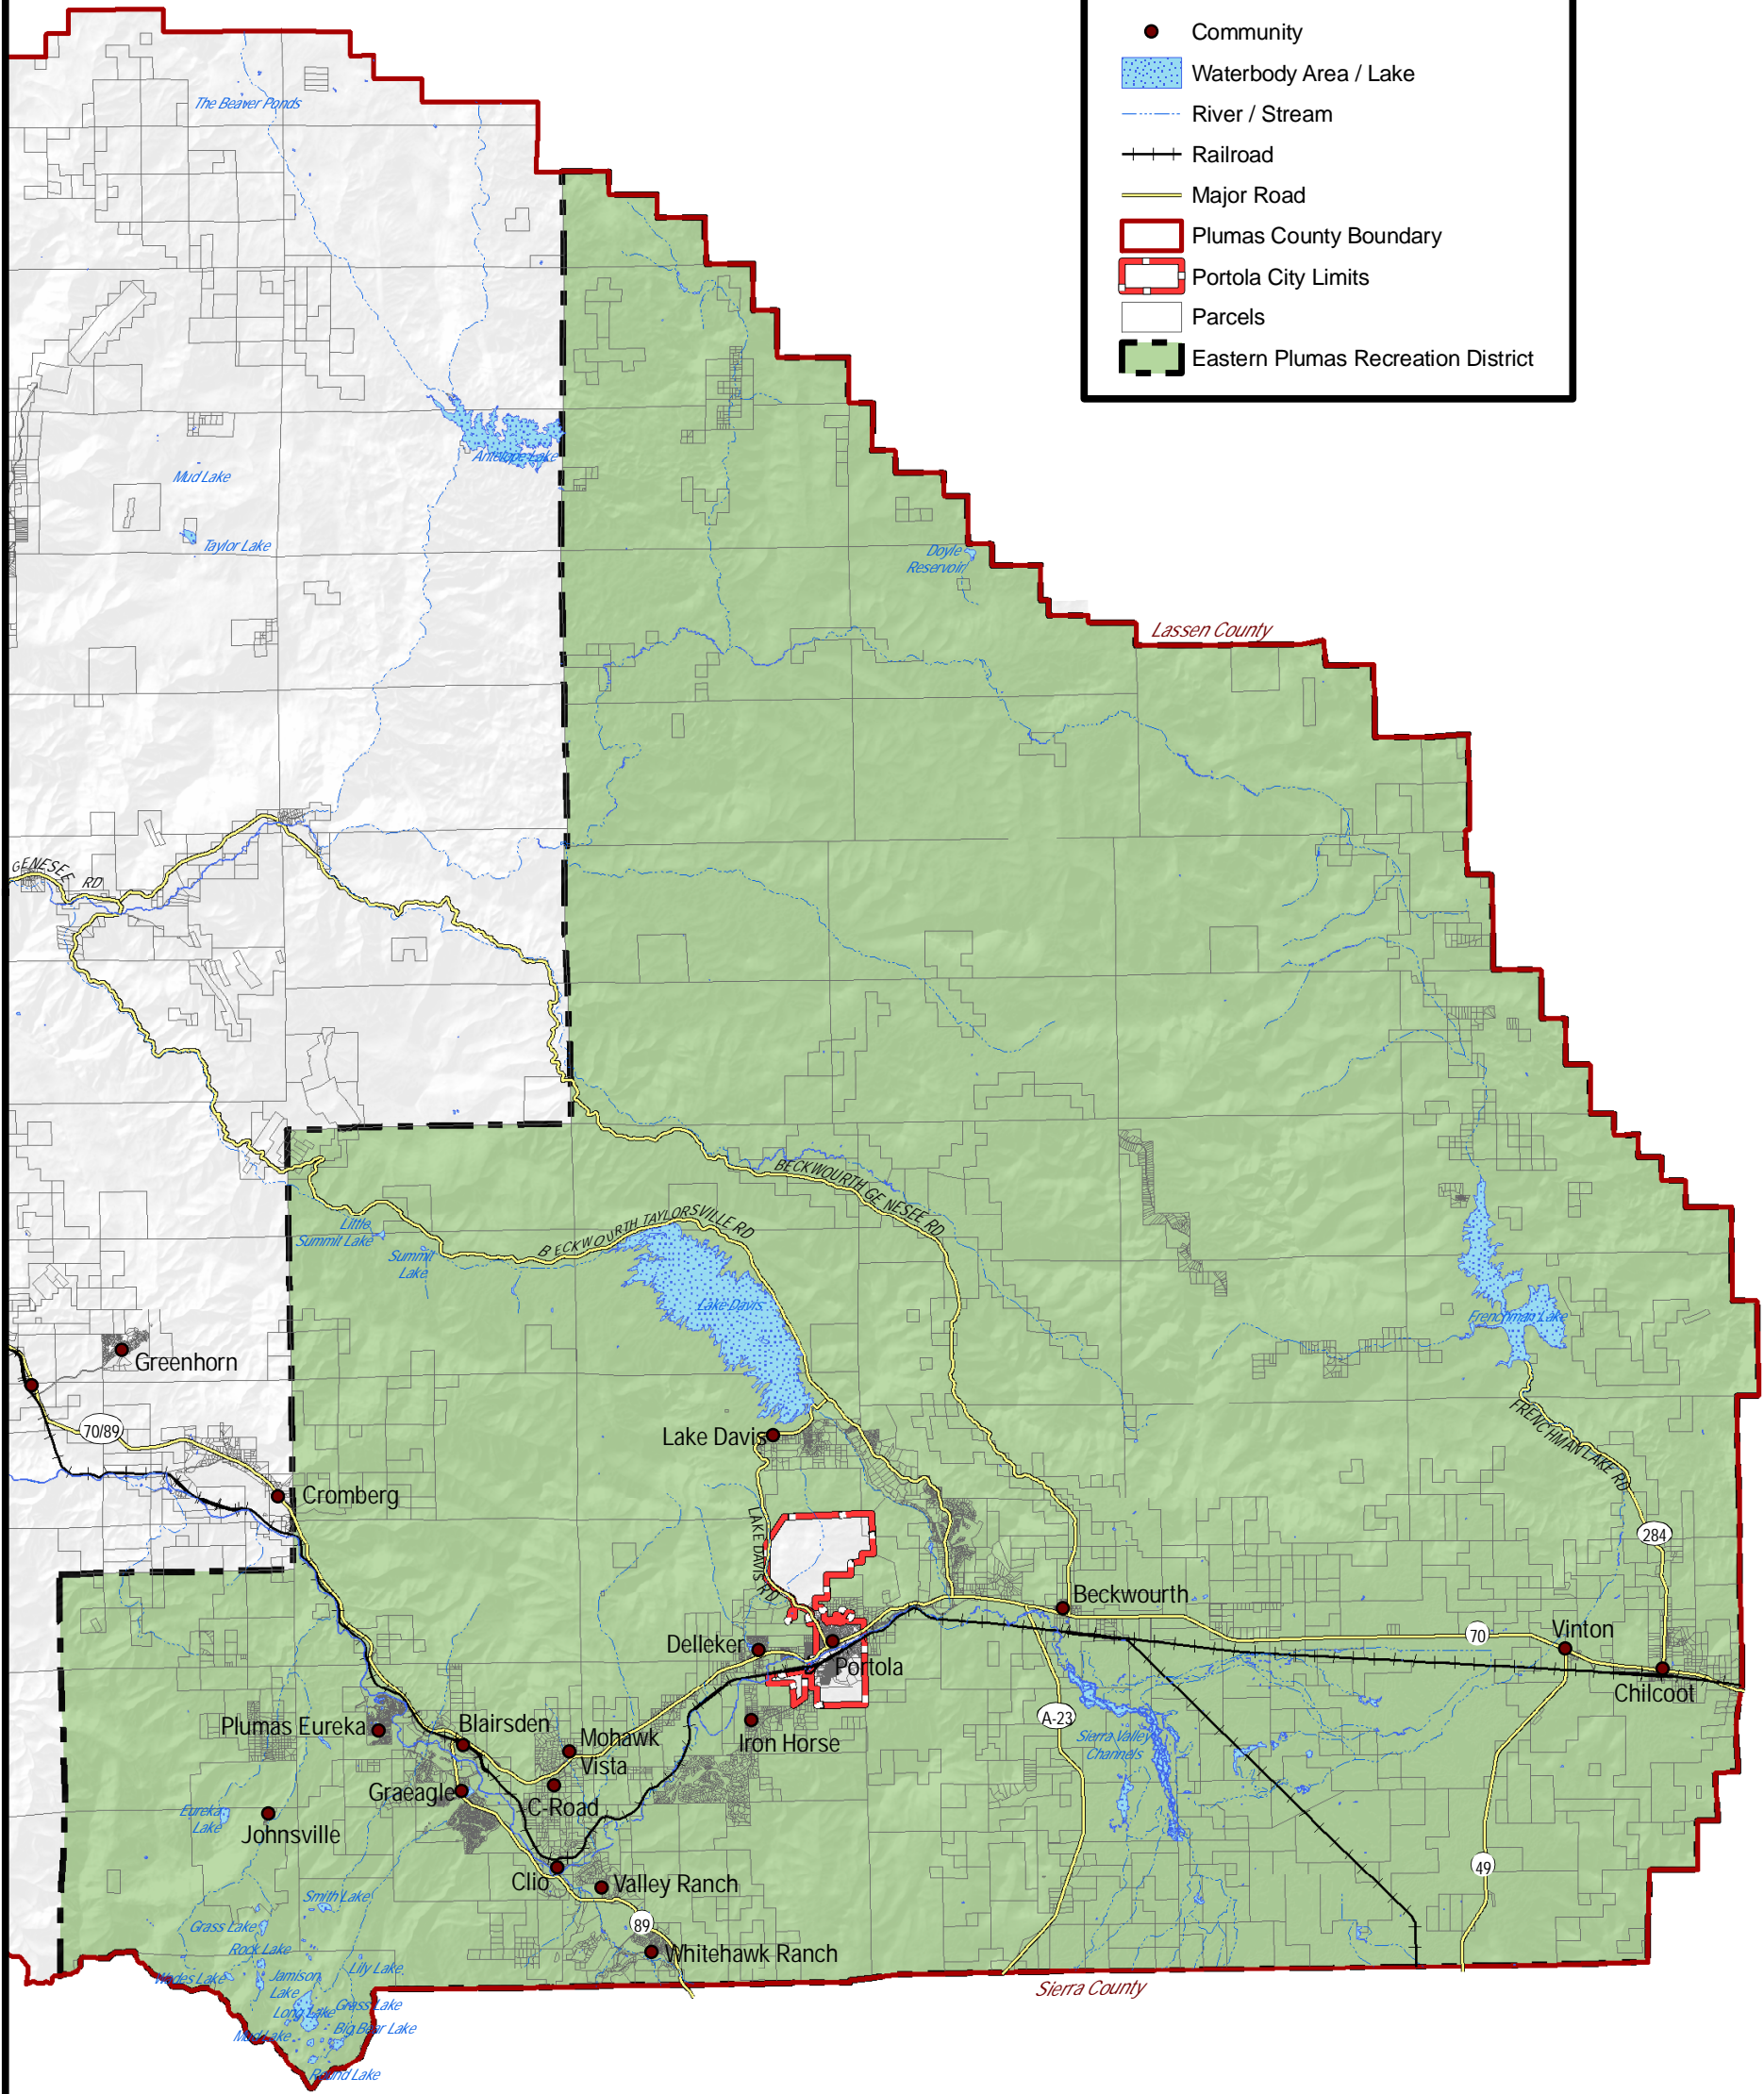 Community
Waterbody Area / Lake
River / Stream
Railroad
Major Road
Plumas County Boundary
Portola City Limits
Parcels
Eastern Plumas Recreation District
The Beaver Ponds
Antelope Lake
Mud Lake
Taylor Lake
Doyle
Reservoir
Lassen County
GENESEE RD
BECKWOURTH GENESEE RD
BECKWOURTH TAYLORSVILLE RD
Little
Summit Lake
Summit
Lake
Lake Davis
Frenchman Lake
Greenhorn
70/89
FRENCHMAN LAKE RD
Lake Davis
Cromberg
LAKE DAVIS RD
284
Beckwourth
Delleker
Portola
70
Vinton
Chilcoot
Plumas Eureka
Blairsden
Mohawk
Vista
Iron Horse
A-23
Sierra Valley
Channels
Graeagle
C-Road
Eureka
Lake
Johnsville
Clio
Valley Ranch
49
Smith Lake
Grass Lake
89
Rock Lake
Whitehawk Ranch
Wades Lake
Jamison
Lake
Lily Lake
Sierra County
Long Lake
Grass Lake
Mud Lake
Big Bear Lake
Round Lake